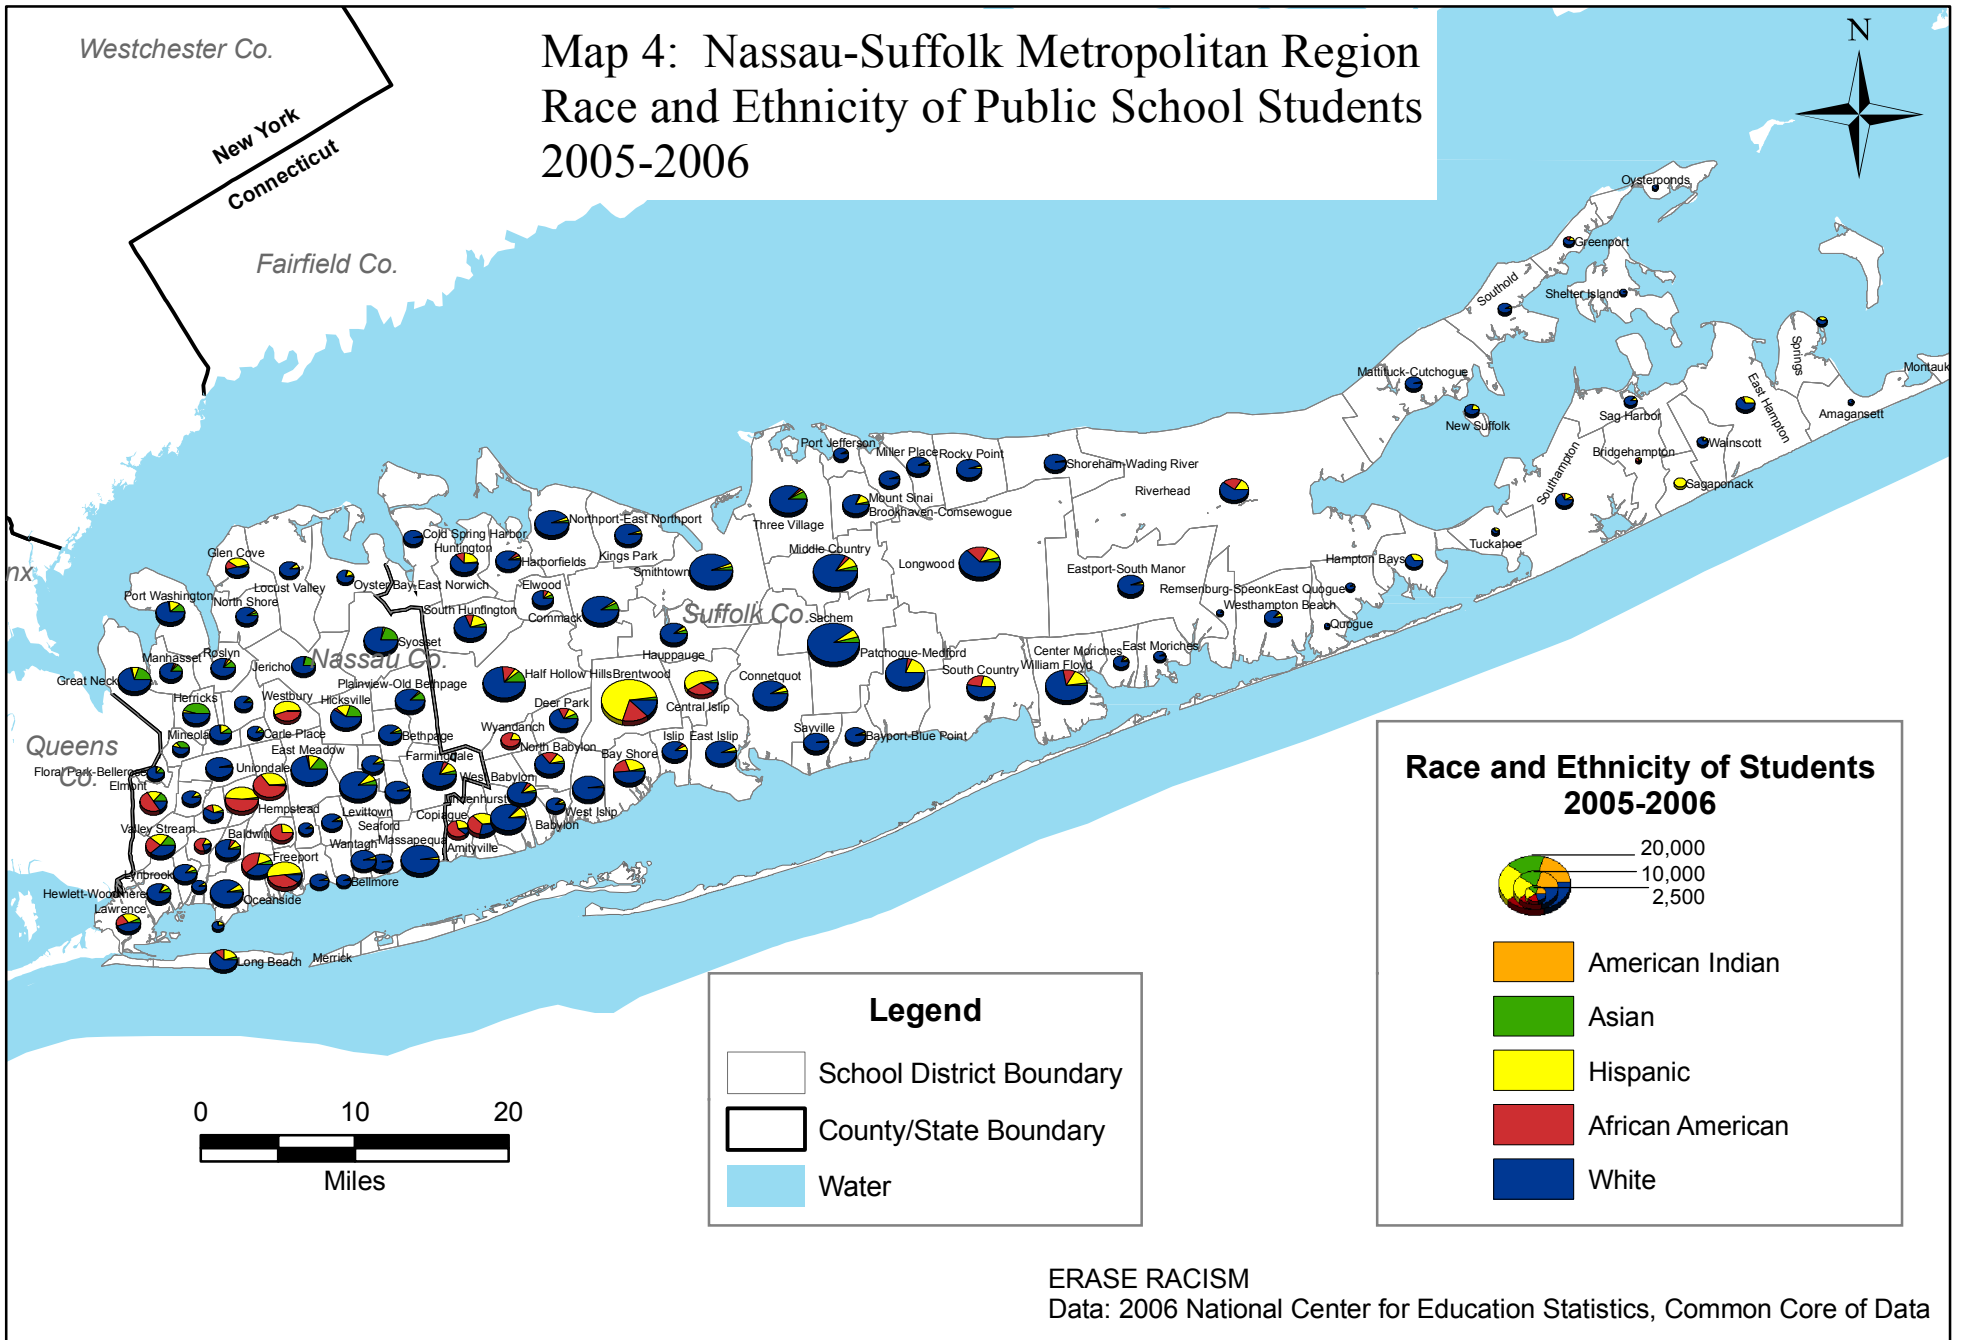 Map 4:  Nassau-Suffolk Metropolitan Region
Race and Ethnicity of Public School Students
2005-2006
N
Westchester Co.
New York
Connecticut
Fairfield Co.
nx
Queens
Co.
Nassau Co.
Suffolk Co.
Oysterponds
Greenport
Shelter Island
Southold
Mattituck-Cutchogue
New Suffolk
Springs
Montauk
East Hampton
Amagansett
Sag Harbor
Wainscott
Bridgehampton
Sagaponack
Southampton
Tuckahoe
Hampton Bays
East Quogue
Remsenburg-Speonk
Westhampton Beach
Quogue
Riverhead
Shoreham-Wading River
Rocky Point
Miller Place
Port Jefferson
Mount Sinai
Brookhaven-Comsewogue
Three Village
Middle Country
Longwood
Eastport-South Manor
Center Moriches
East Moriches
William Floyd
South Country
Patchogue-Medford
Sachem
Smithtown
Kings Park
Northport-East Northport
Cold Spring Harbor
Huntington
Harborfields
Elwood
Commack
South Huntington
Hauppauge
Half Hollow Hills
Brentwood
Central Islip
Connetquot
Sayville
Bayport-Blue Point
Deer Park
Wyandanch
North Babylon
Bay Shore
Islip
East Islip
West Babylon
West Islip
Lindenhurst
Babylon
Copiague
Amityville
Glen Cove
Locust Valley
Oyster Bay-East Norwich
Port Washington
North Shore
Syosset
Manhasset
Roslyn
Jericho
Great Neck
Herricks
Westbury
Hicksville
Plainview-Old Bethpage
Mineola
Carle Place
Bethpage
East Meadow
Farmingdale
Floral Park-Bellerose
Elmont
Uniondale
Hempstead
Levittown
Seaford
Valley Stream
Baldwin
Wantagh
Massapequa
Freeport
Lynbrook
Bellmore
Hewlett-Woodmere
Oceanside
Lawrence
Long Beach
Merrick
0
10
20
Miles
Legend
School District Boundary
County/State Boundary
Water
Race and Ethnicity of Students
2005-2006
20,000
10,000
2,500
American Indian
Asian
Hispanic
African American
White
ERASE RACISM
Data: 2006 National Center for Education Statistics, Common Core of Data